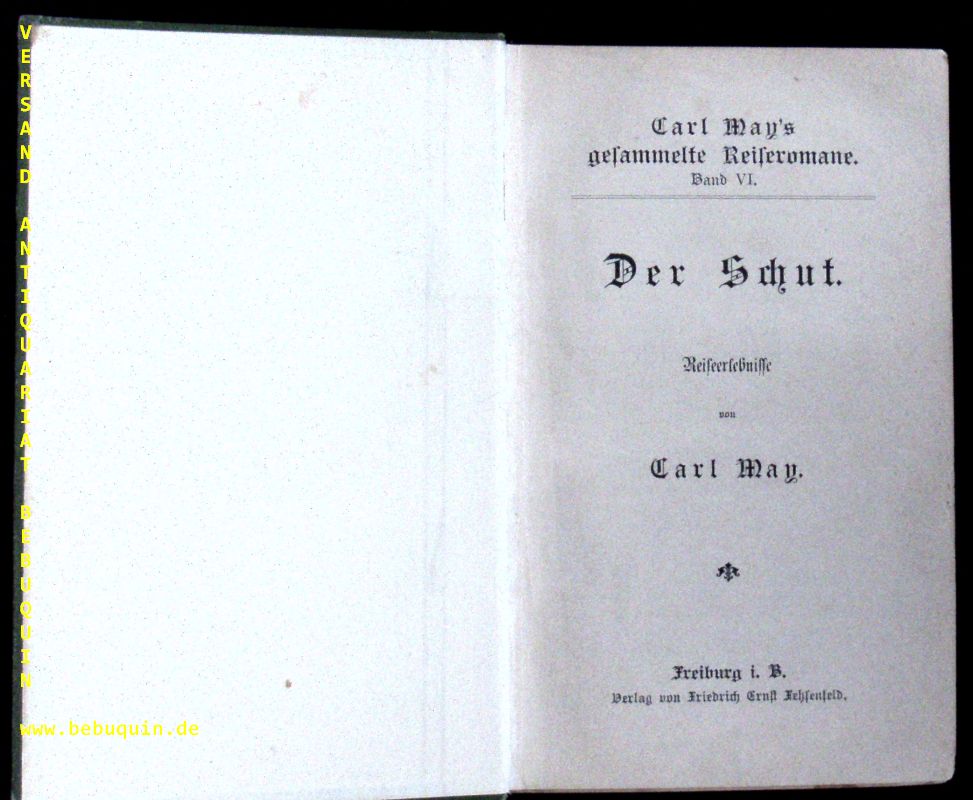 VERSAND ANTIQUARIAT BEBUQUIN
www.bebuquin.de
Carl May's
geſammelte Reiſeromane.
Band VI.
Der Schut.
Reiſeerlebniſſe
von
Carl May.
Freiburg i. B.
Verlag von Friedrich Ernſt Fehſenfeld.